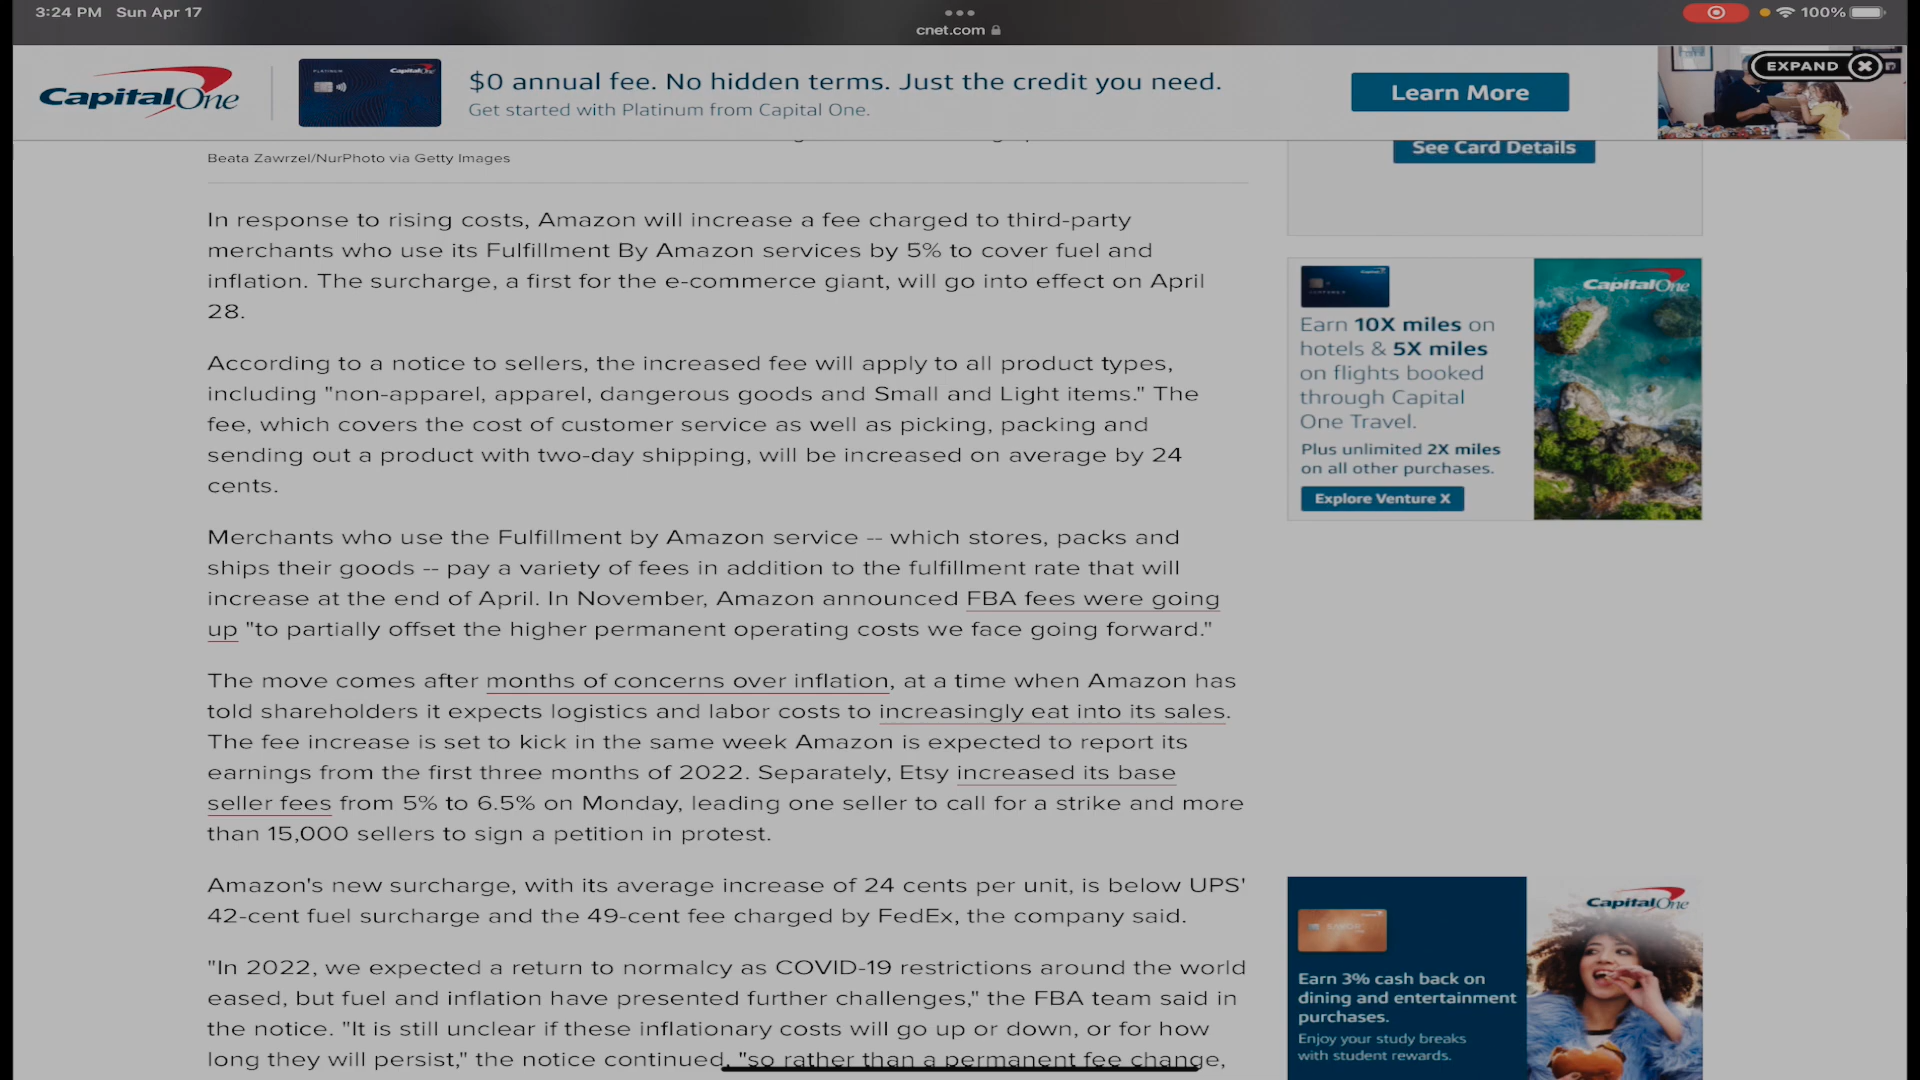 3:24 PM Sun Apr 17
cnet.com
100%
CapitalOne
PLATINUM
CapitalOne
$0 annual fee. No hidden terms. Just the credit you need.
Get started with Platinum from Capital One.
Learn More
EXPAND
Beata Zawrzel/NurPhoto via Getty Images
See Card Details
In response to rising costs, Amazon will increase a fee charged to third-party
merchants who use its Fulfillment By Amazon services by 5% to cover fuel and
inflation. The surcharge, a first for the e-commerce giant, will go into effect on April
28.
According to a notice to sellers, the increased fee will apply to all product types,
including "non-apparel, apparel, dangerous goods and Small and Light items." The
fee, which covers the cost of customer service as well as picking, packing and
sending out a product with two-day shipping, will be increased on average by 24
cents.
Merchants who use the Fulfillment by Amazon service -- which stores, packs and
ships their goods -- pay a variety of fees in addition to the fulfillment rate that will
increase at the end of April. In November, Amazon announced FBA fees were going
up "to partially offset the higher permanent operating costs we face going forward."
The move comes after months of concerns over inflation, at a time when Amazon has
told shareholders it expects logistics and labor costs to increasingly eat into its sales.
The fee increase is set to kick in the same week Amazon is expected to report its
earnings from the first three months of 2022. Separately, Etsy increased its base
seller fees from 5% to 6.5% on Monday, leading one seller to call for a strike and more
than 15,000 sellers to sign a petition in protest.
Amazon's new surcharge, with its average increase of 24 cents per unit, is below UPS'
42-cent fuel surcharge and the 49-cent fee charged by FedEx, the company said.
"In 2022, we expected a return to normalcy as COVID-19 restrictions around the world
eased, but fuel and inflation have presented further challenges," the FBA team said in
the notice. "It is still unclear if these inflationary costs will go up or down, or for how
long they will persist," the notice continued, "so rather than a permanent fee change,
CapitalOne
Earn 10X miles on
hotels & 5X miles
on flights booked
through Capital
One Travel.
Plus unlimited 2X miles
on all other purchases.
Explore Venture X
CapitalOne
Earn 3% cash back on
dining and entertainment
purchases.
Enjoy your study breaks
with student rewards.